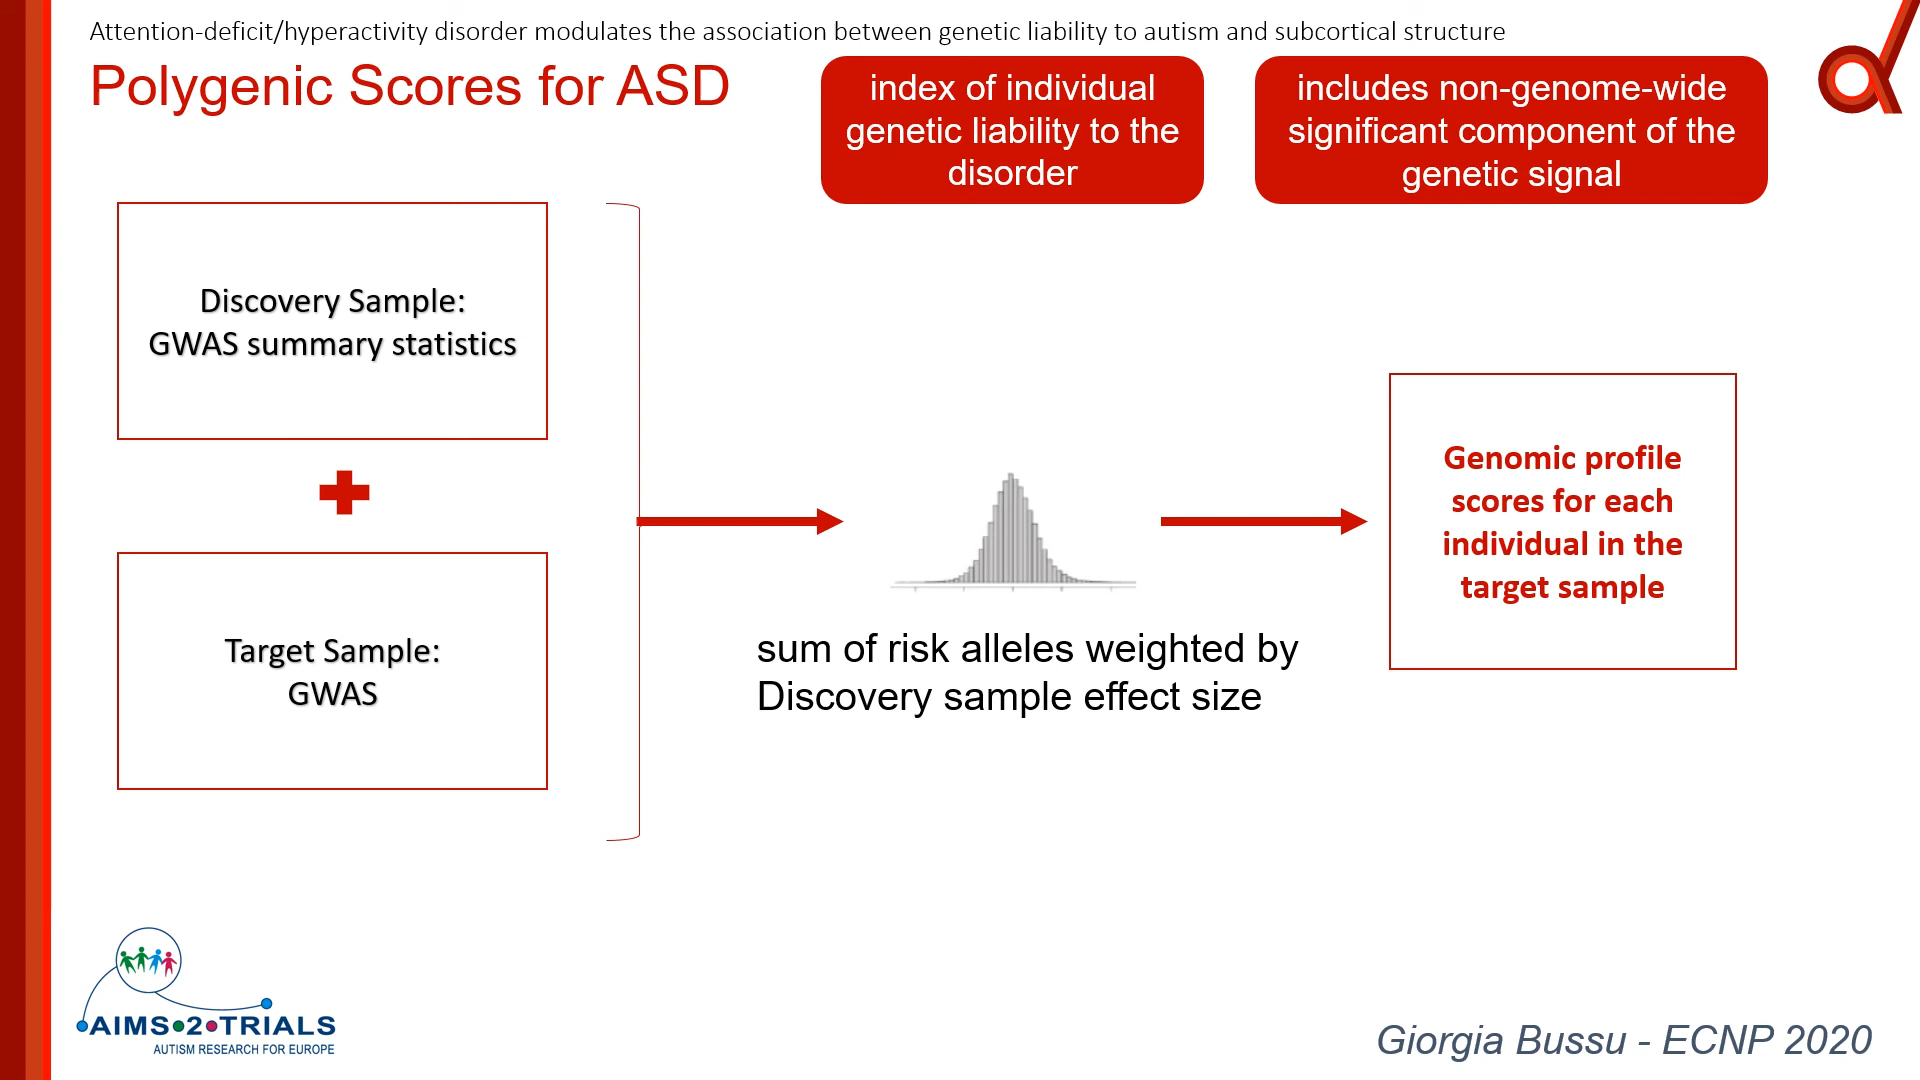 Attention-deficit/hyperactivity disorder modulates the association between genetic liability to autism and subcortical structure
Polygenic Scores for ASD
index of individual
genetic liability to the
disorder
includes non-genome-wide
significant component of the
genetic signal
Discovery Sample:
GWAS summary statistics
Target Sample:
GWAS
sum of risk alleles weighted by
Discovery sample effect size
Genomic profile
scores for each
individual in the
target sample
AIMS•2•TRIALS
AUTISM RESEARCH FOR EUROPE
Giorgia Bussu - ECNP 2020